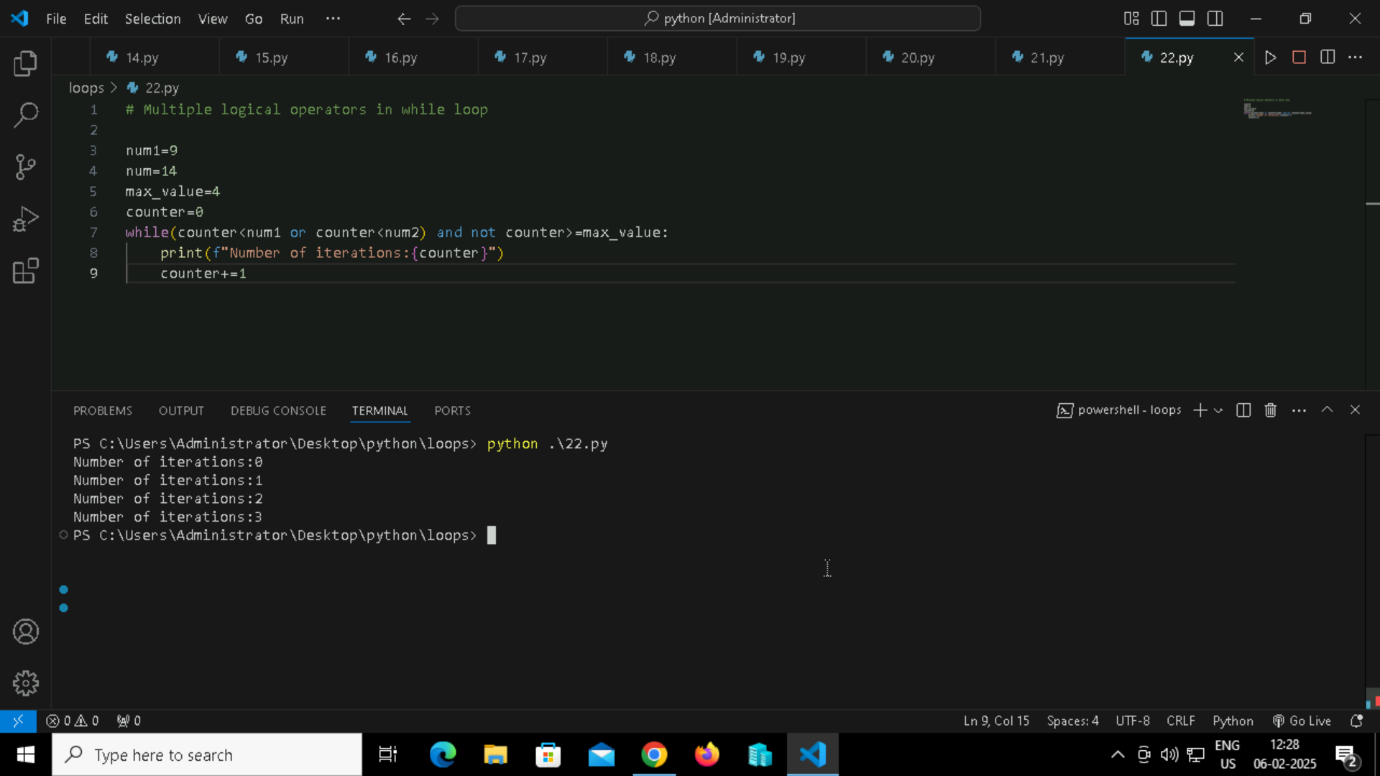 File Edit Selection View Go Run ... python [Administrator]
14.py 15.py 16.py 17.py 18.py 19.py 20.py 21.py 22.py
loops > 22.py
1 # Multiple logical operators in while loop
2
3 num1=9
4 num=14
5 max_value=4
6 counter=0
7 while(counter<num1 or counter<num2) and not counter>=max_value:
8 print(f"Number of iterations:{counter}")
9 counter+=1
PROBLEMS OUTPUT DEBUG CONSOLE TERMINAL PORTS powershell - loops
PS C:\Users\Administrator\Desktop\python\loops> python .\22.py
Number of iterations:0
Number of iterations:1
Number of iterations:2
Number of iterations:3
PS C:\Users\Administrator\Desktop\python\loops>
0 0 0 Ln 9, Col 15 Spaces: 4 UTF-8 CRLF Python Go Live
Type here to search
ENG 12:28
US 06-02-2025 2